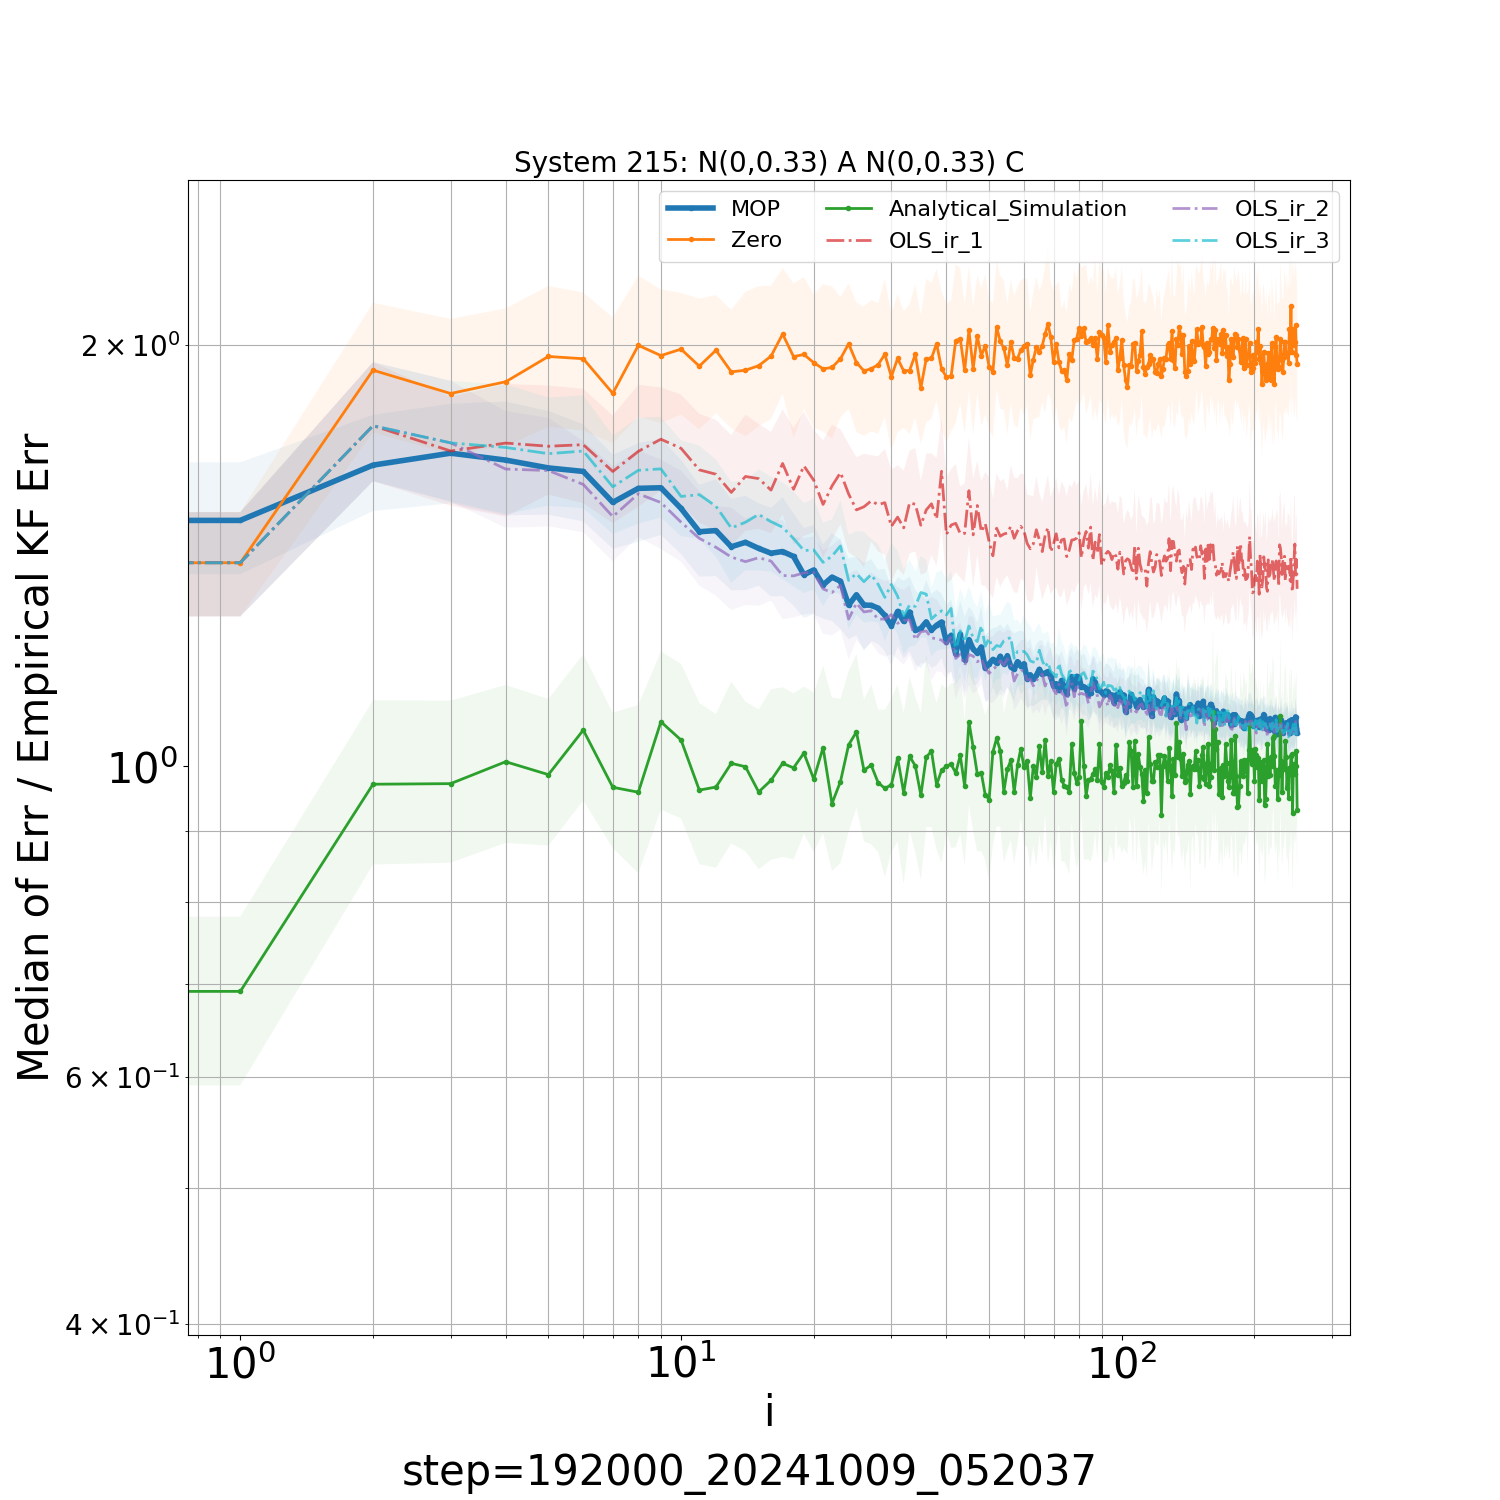 System 215: N(0,0.33) A N(0,0.33) C
MOP
Zero
Analytical_Simulation
OLS_ir_1
OLS_ir_2
OLS_ir_3
Median of Err / Empirical KF Err
2 × 10⁰
10⁰
6 × 10⁻¹
4 × 10⁻¹
10⁰ 10¹ 10²
i
step=192000_20241009_052037